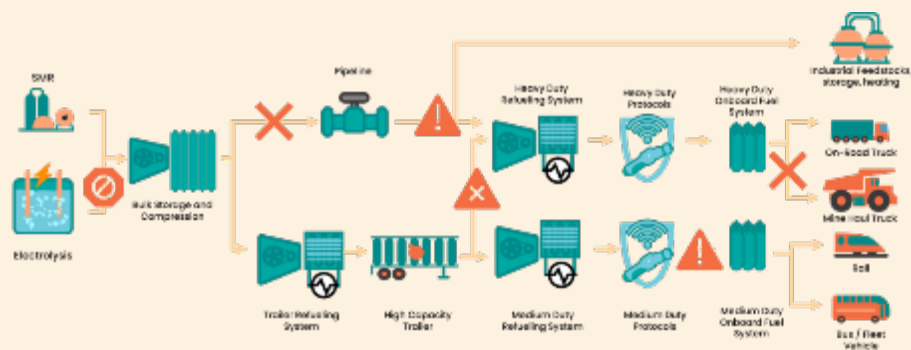 SMR
Electrolysis
Bulk Storage and
Compression
Pipeline
Trailer Refueling
System
High Capacity
Trailer
Heavy Duty
Refueling System
Heavy Duty
Protocols
Heavy Duty
Onboard Fuel
System
Medium Duty
Refueling System
Medium Duty
Protocols
Medium Duty
Onboard Fuel
System
Industrial Feedstocks,
storage, heating
On-Road Truck
Mine Haul Truck
Rail
Bus / Fleet
Vehicle